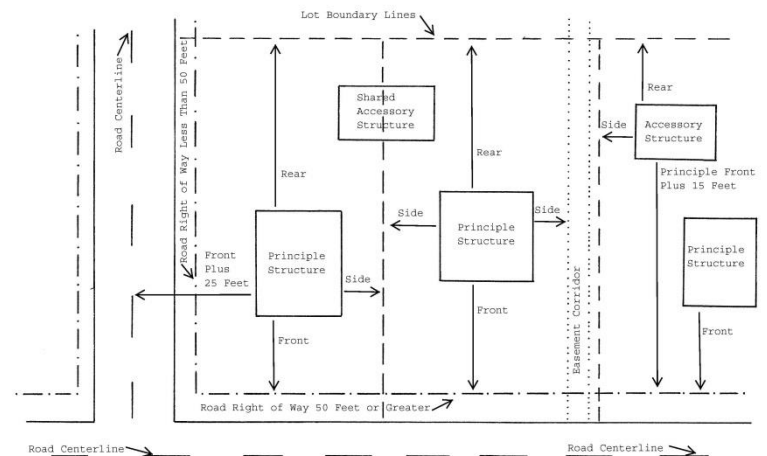 Lot Boundary Lines
Road Centerline
Road Right of Way Less Than 50 Feet
Shared
Accessory
Structure
Rear
Rear
Rear
Side
Accessory
Structure
Principle Front
Plus 15 Feet
Front
Plus
25 Feet
Principle
Structure
Side
Side
Principle
Structure
Side
Principle
Structure
Easement Corridor
Front
Front
Front
Road Right of Way 50 Feet or Greater
Road Centerline
Road Centerline